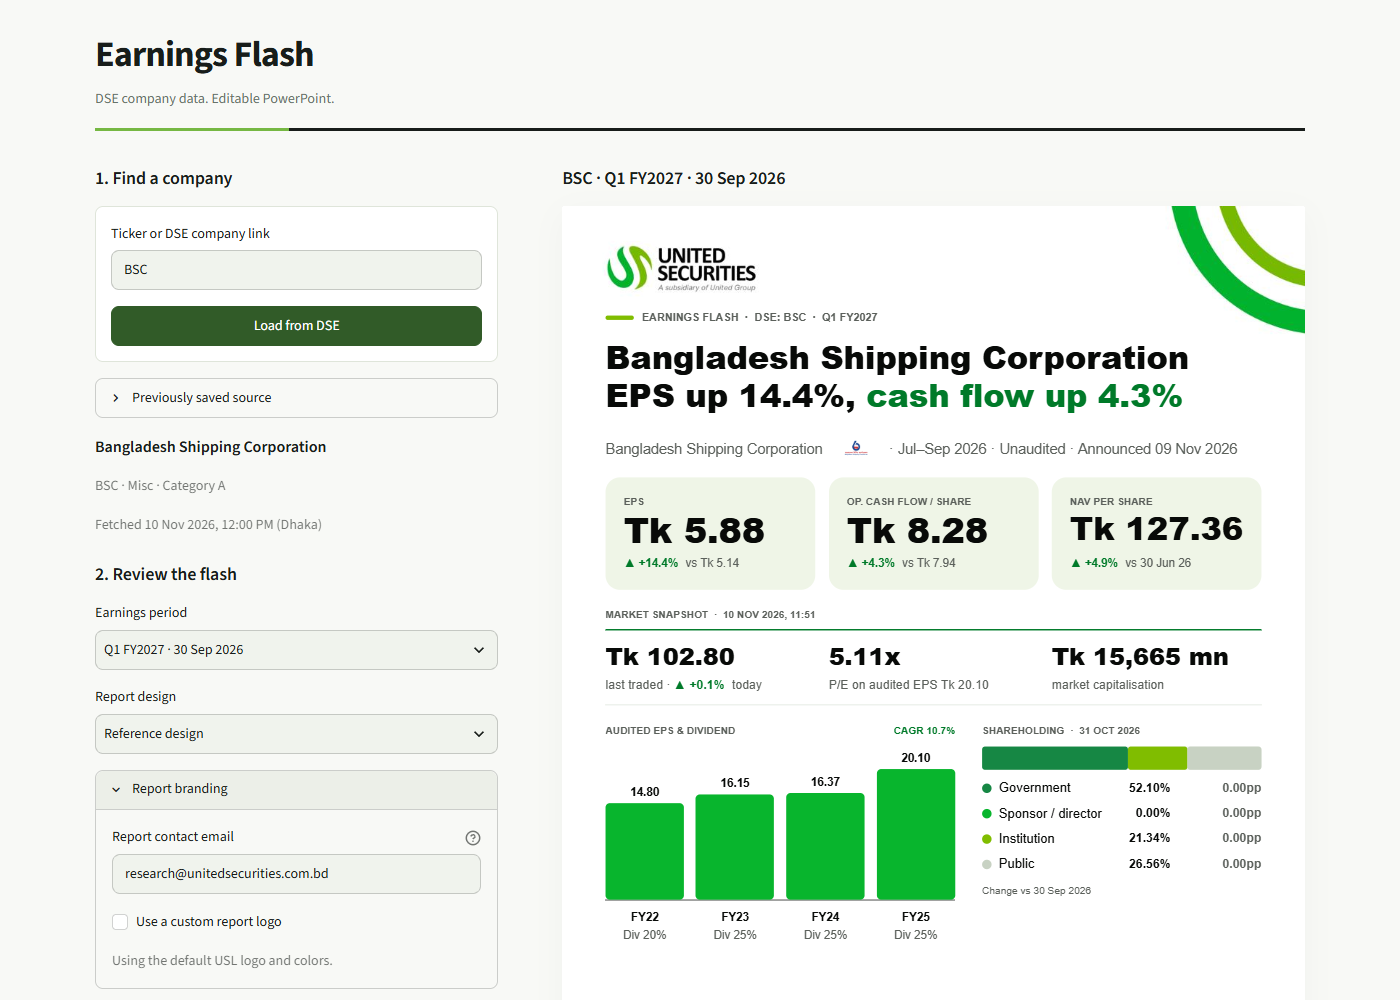 Earnings Flash
DSE company data. Editable PowerPoint.
1. Find a company
Ticker or DSE company link
BSC
Load from DSE
Previously saved source
Bangladesh Shipping Corporation
BSC · Misc · Category A
Fetched 10 Nov 2026, 12:00 PM (Dhaka)
2. Review the flash
Earnings period
Q1 FY2027 · 30 Sep 2026
Report design
Reference design
Report branding
Report contact email
research@unitedsecurities.com.bd
Use a custom report logo
Using the default USL logo and colors.
BSC · Q1 FY2027 · 30 Sep 2026
UNITED
SECURITIES
A subsidiary of United Group
EARNINGS FLASH · DSE: BSC · Q1 FY2027
Bangladesh Shipping Corporation
EPS up 14.4%, cash flow up 4.3%
Bangladesh Shipping Corporation · Jul–Sep 2026 · Unaudited · Announced 09 Nov 2026
EPS
Tk 5.88
▲ +14.4% vs Tk 5.14
OP. CASH FLOW / SHARE
Tk 8.28
▲ +4.3% vs Tk 7.94
NAV PER SHARE
Tk 127.36
▲ +4.9% vs 30 Jun 26
MARKET SNAPSHOT · 10 NOV 2026, 11:51
Tk 102.80
last traded · ▲ +0.1% today
5.11x
P/E on audited EPS Tk 20.10
Tk 15,665 mn
market capitalisation
AUDITED EPS & DIVIDEND CAGR 10.7%
14.80 16.15 16.37 20.10
FY22 FY23 FY24 FY25
Div 20% Div 25% Div 25% Div 25%
SHAREHOLDING · 31 OCT 2026
Government 52.10% 0.00pp
Sponsor / director 0.00% 0.00pp
Institution 21.34% 0.00pp
Public 26.56% 0.00pp
Change vs 30 Sep 2026